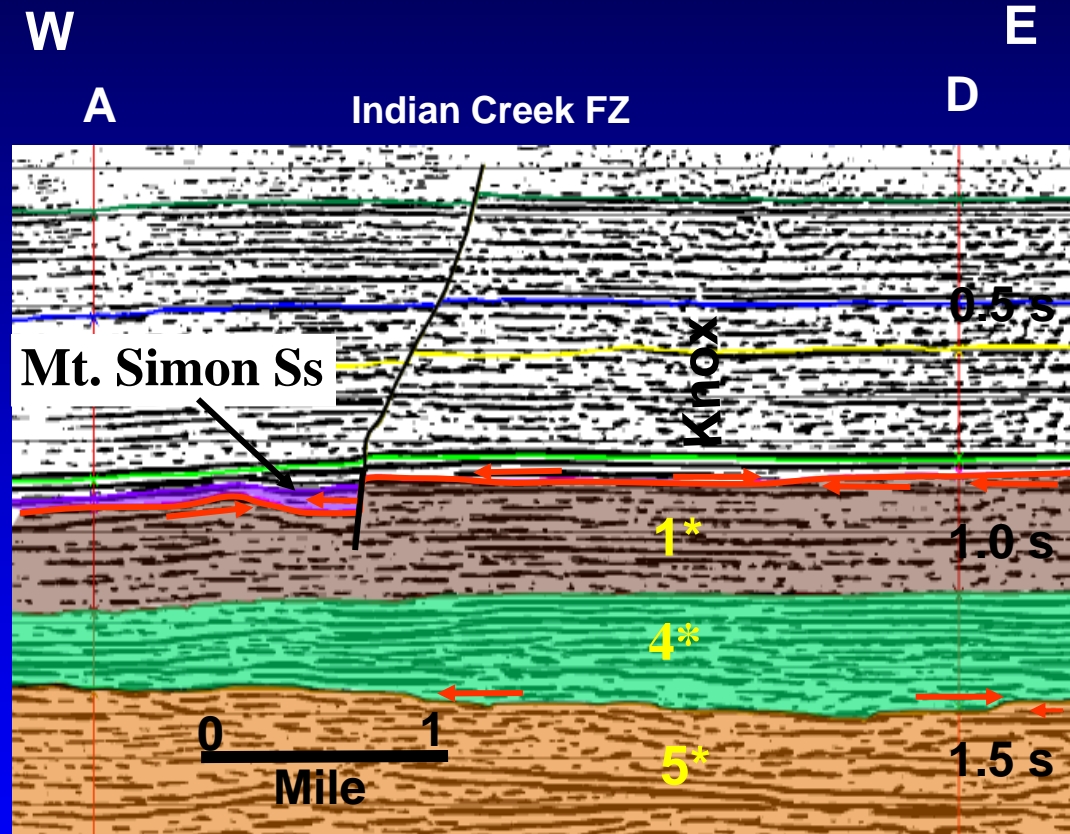 W
E
A
Indian Creek FZ
D
0.5 s
Mt. Simon Ss
Knox
1*
1.0 s
4*
0
1
Mile
5*
1.5 s